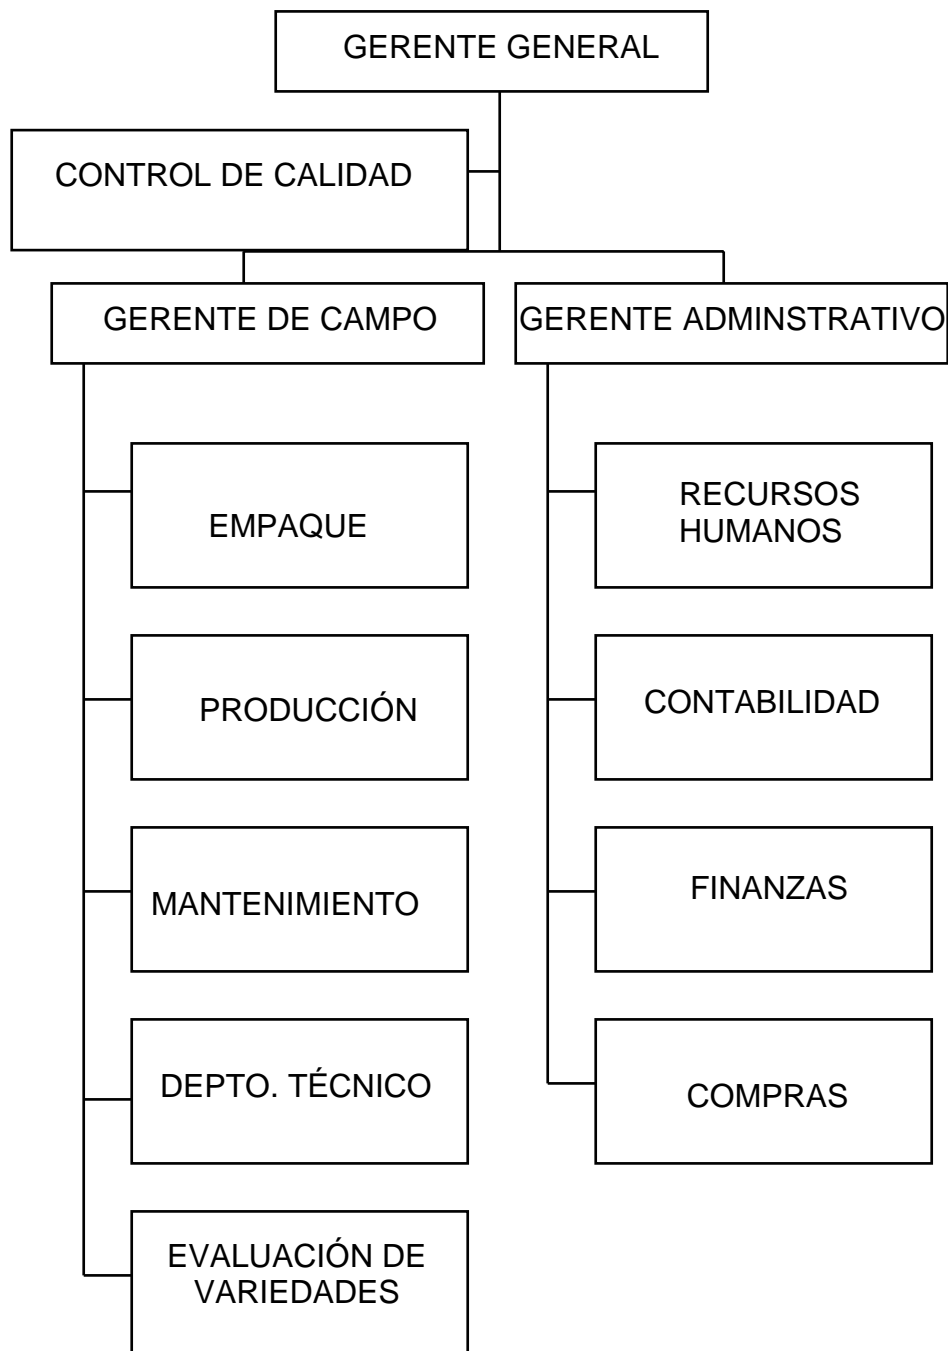 GERENTE GENERAL
CONTROL DE CALIDAD
GERENTE DE CAMPO
GERENTE ADMINSTRATIVO
EMPAQUE
PRODUCCIÓN
MANTENIMIENTO
DEPTO. TÉCNICO
EVALUACIÓN DE
VARIEDADES
RECURSOS
HUMANOS
CONTABILIDAD
FINANZAS
COMPRAS